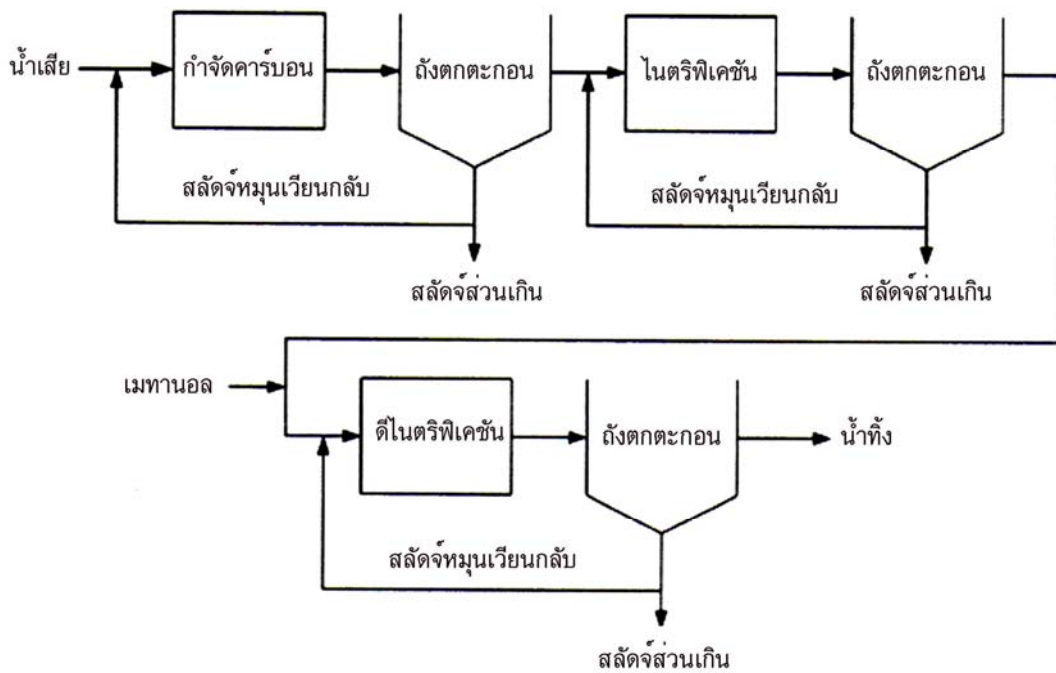 น้ำเสีย
กำจัดคาร์บอน
ถังตกตะกอน
ไนตริฟิเคชัน
ถังตกตะกอน
สลัดจ์หมุนเวียนกลับ
สลัดจ์หมุนเวียนกลับ
สลัดจ์ส่วนเกิน
สลัดจ์ส่วนเกิน
เมทานอล
ดีไนตริฟิเคชัน
ถังตกตะกอน
น้ำทิ้ง
สลัดจ์หมุนเวียนกลับ
สลัดจ์ส่วนเกิน